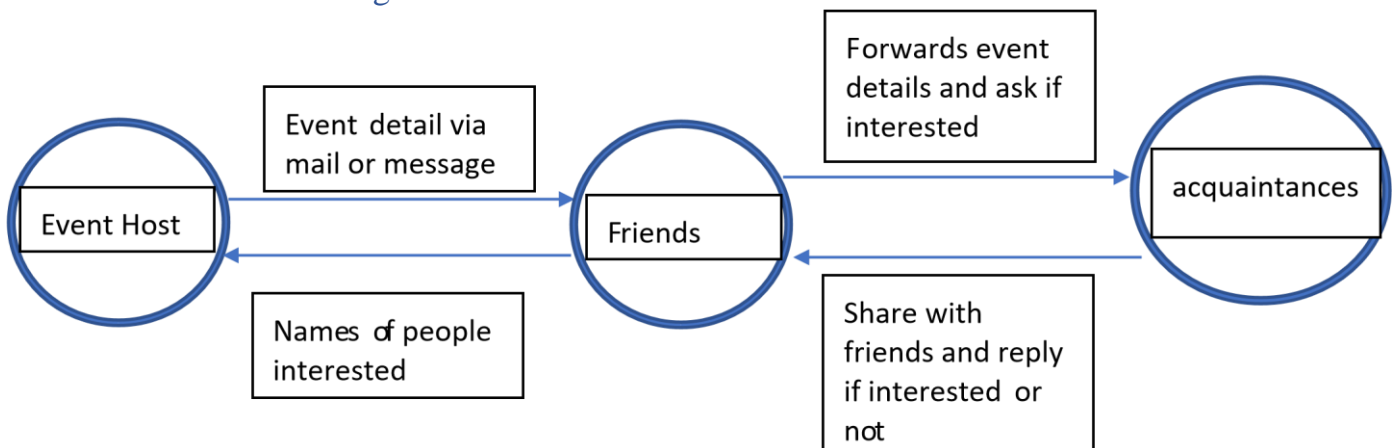 Event Host
Event detail via
mail or message
Names of people
interested
Friends
Forwards event
details and ask if
interested
Share with
friends and reply
if interested or
not
acquaintances